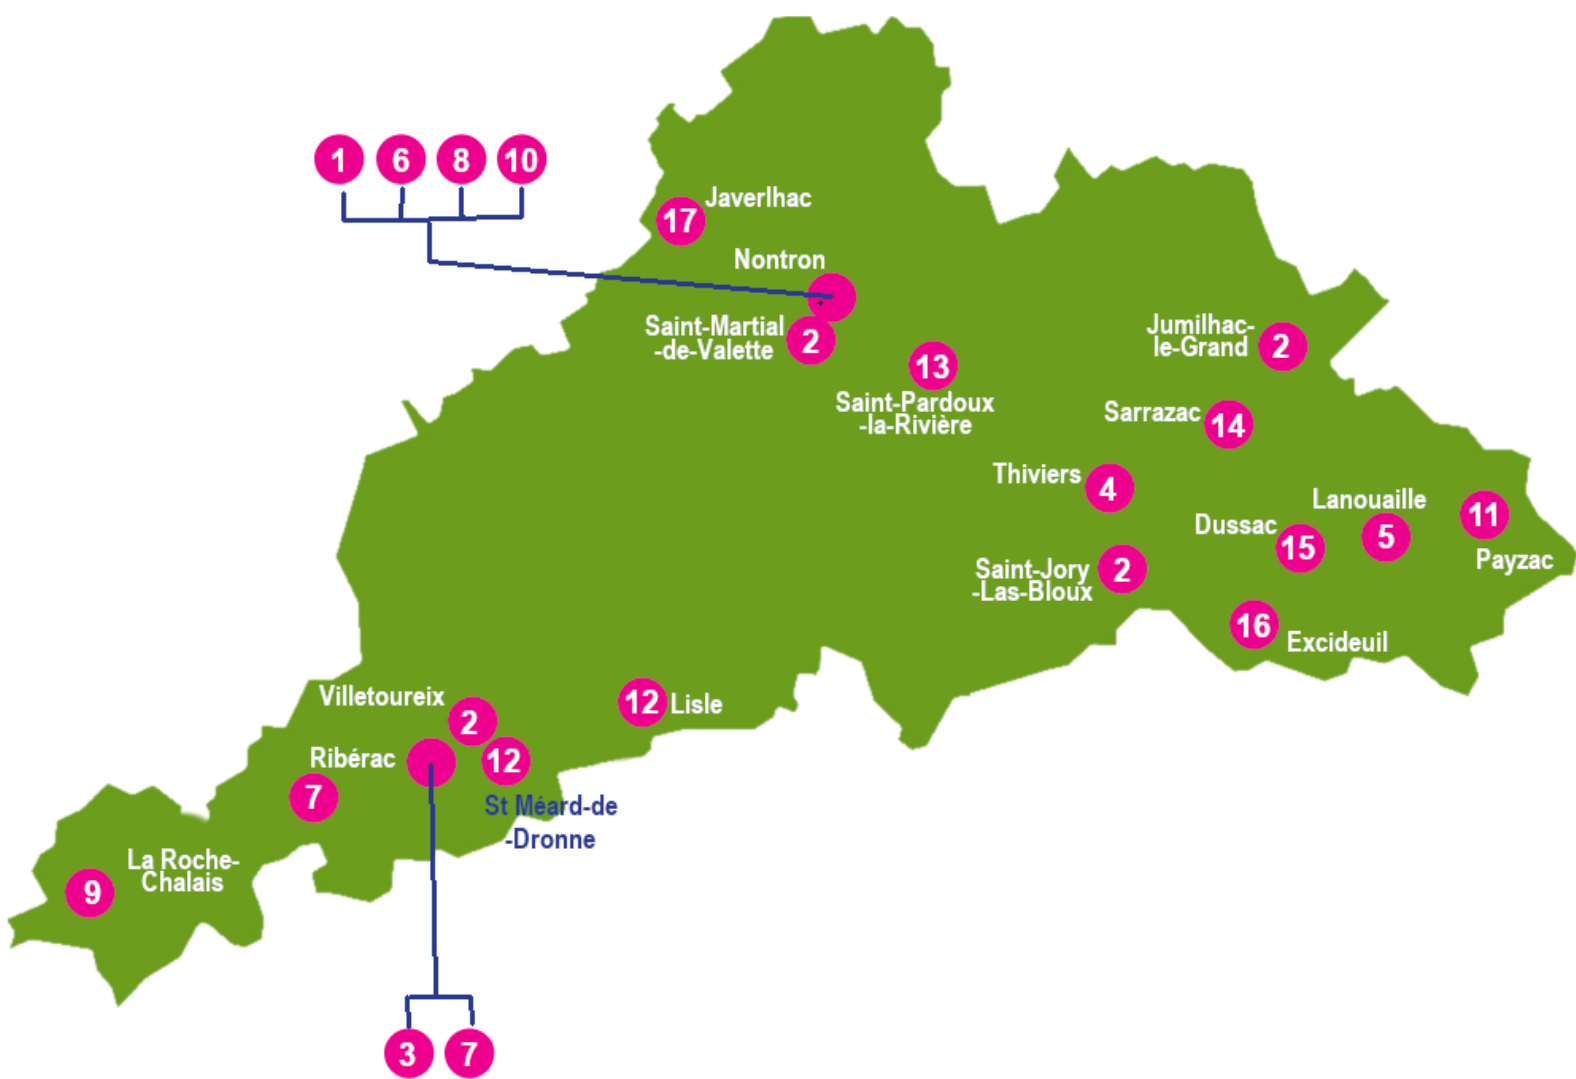 1 6 8 10
Javerlhac
17
Nontron
Saint-Martial
-de-Valette
2
13
Saint-Pardoux
-la-Rivière
Jumilhac-
le-Grand
2
Sarrazac
14
Thiviers
4
Lanouaille
5
11
Payzac
Dussac
15
Saint-Jory
-Las-Bloux
2
16
Excideuil
Villetoureix
2
12 Lisle
Ribérac
12
7
St Méard-de
-Dronne
La Roche-
Chalais
9
3 7